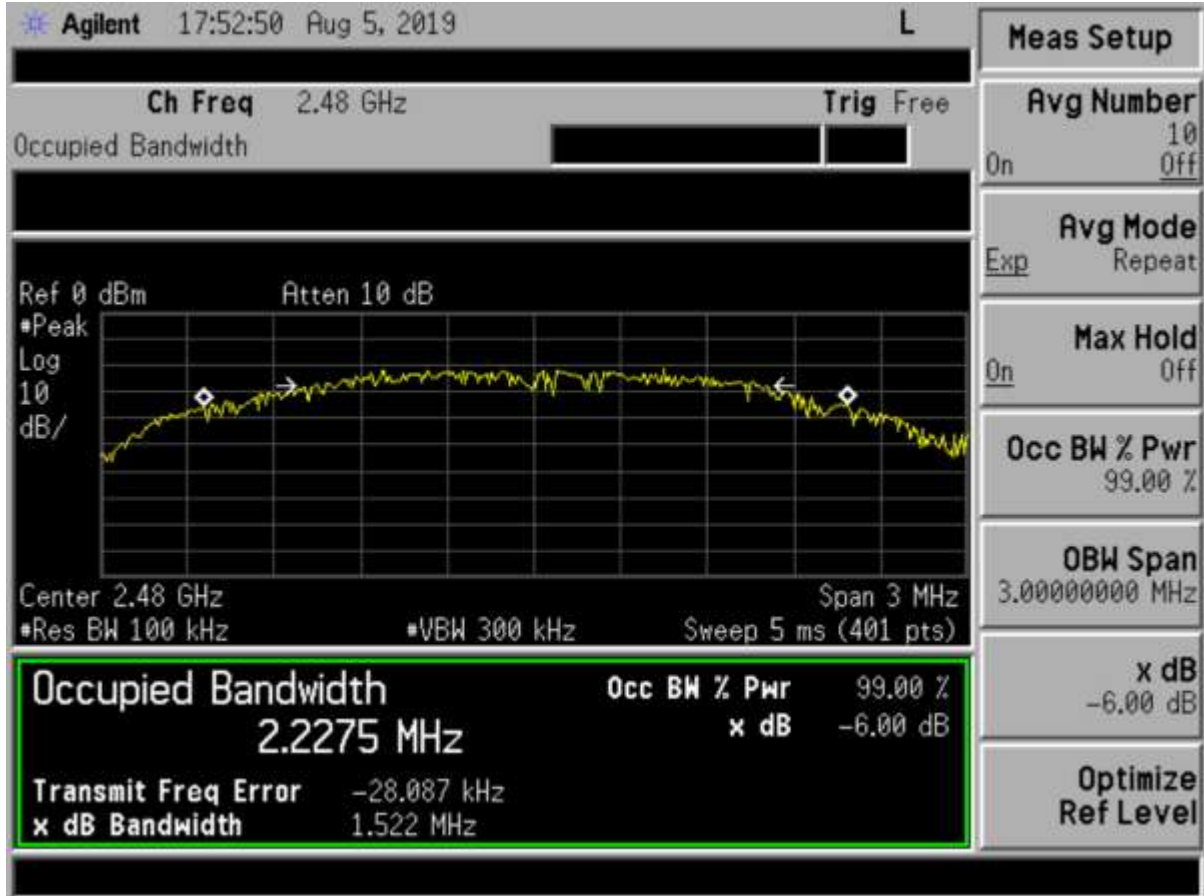 Agilent 17:52:50 Aug 5, 2019 L
Ch Freq 2.48 GHz Trig Free
Occupied Bandwidth
Ref 0 dBm Atten 10 dB
#Peak
Log
10
dB/
Center 2.48 GHz Span 3 MHz
#Res BW 100 kHz #VBW 300 kHz Sweep 5 ms (401 pts)
Occupied Bandwidth Occ BW % Pwr 99.00 %
2.2275 MHz x dB -6.00 dB
Transmit Freq Error -28.087 kHz
x dB Bandwidth 1.522 MHz
Meas Setup
Avg Number
10
On Off
Avg Mode
Exp Repeat
Max Hold
On Off
Occ BW % Pwr
99.00 %
OBW Span
3.00000000 MHz
x dB
-6.00 dB
Optimize
Ref Level